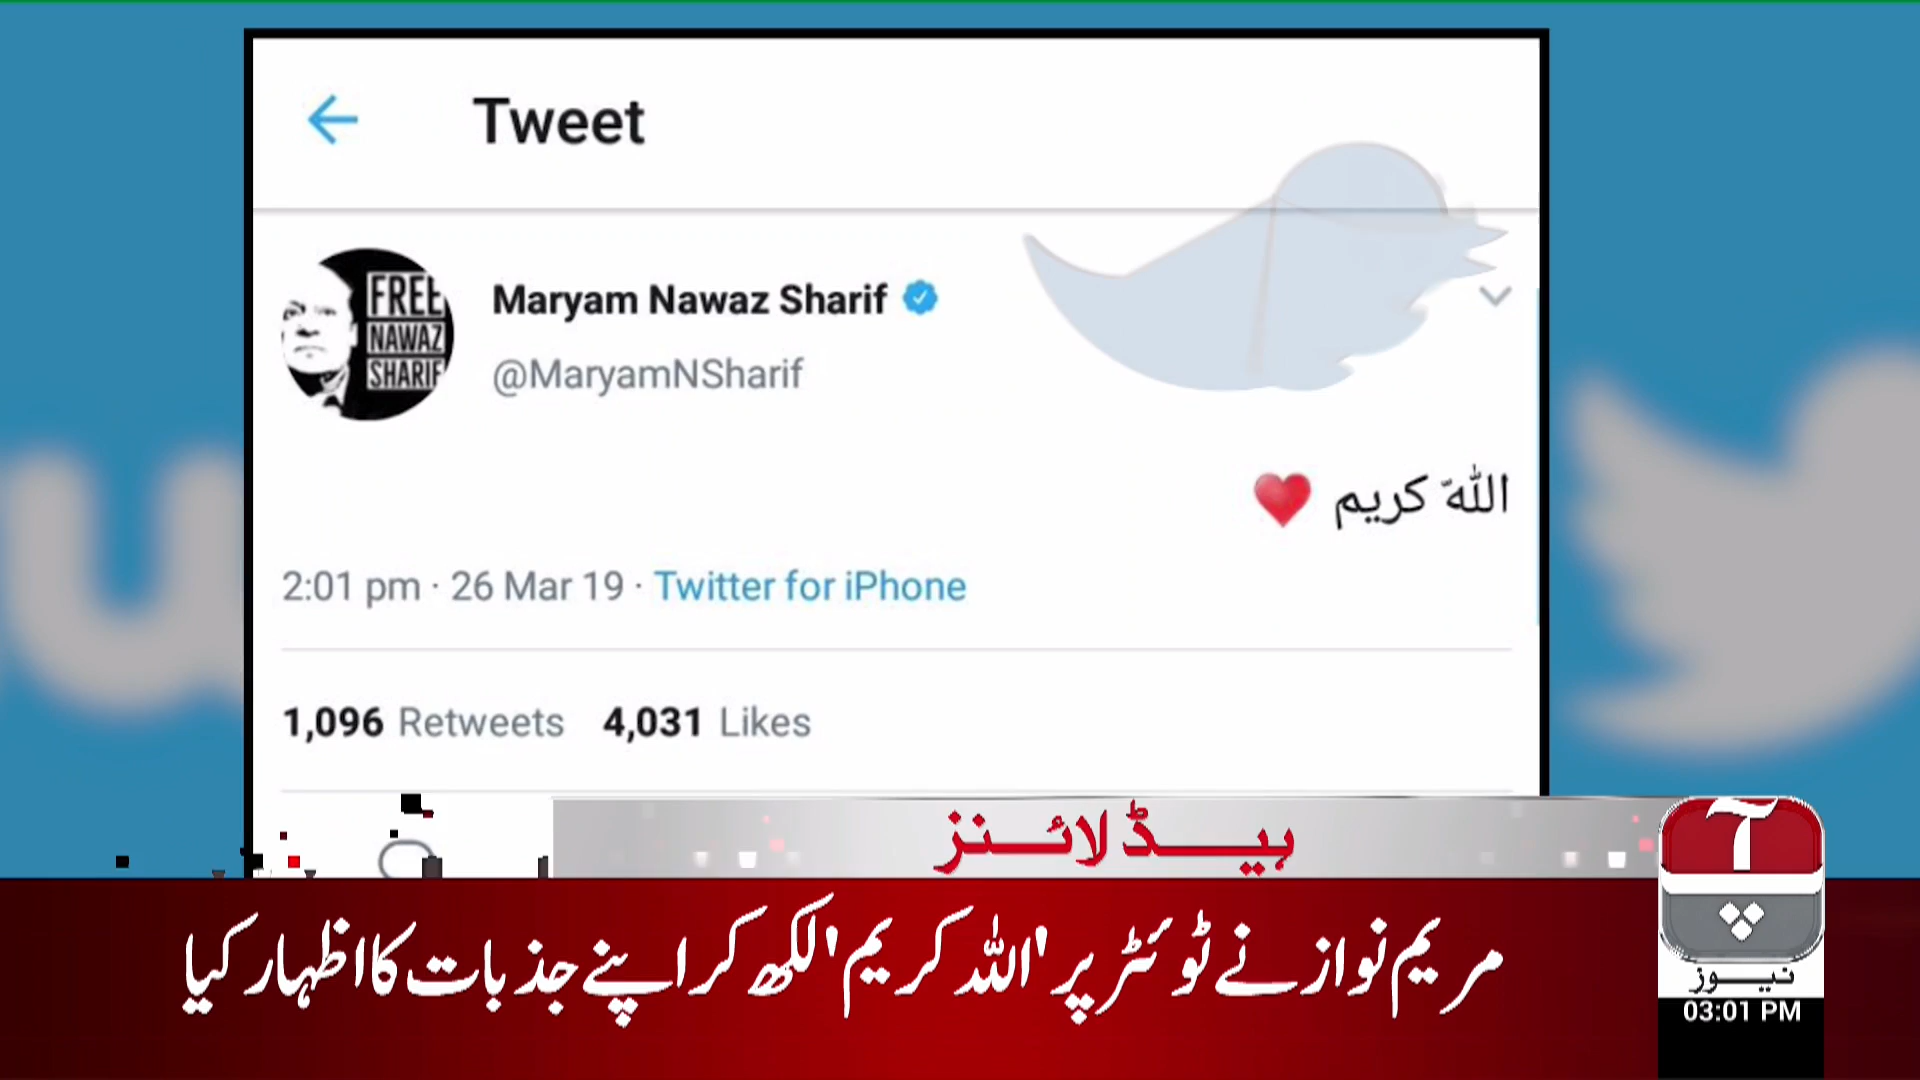 Tweet
FREE
NAWAZ
SHARIF
Maryam Nawaz Sharif
@MaryamNSharif
اللہّ کریم ❤️
2:01 pm · 26 Mar 19 · Twitter for iPhone
1,096 Retweets 4,031 Likes
ہیڈ لائنز
مریم نواز نے ٹوئٹر پر 'اللہ کریم' لکھ کر اپنے جذبات کا اظہار کیا
آپ
نیوز
03:01 PM